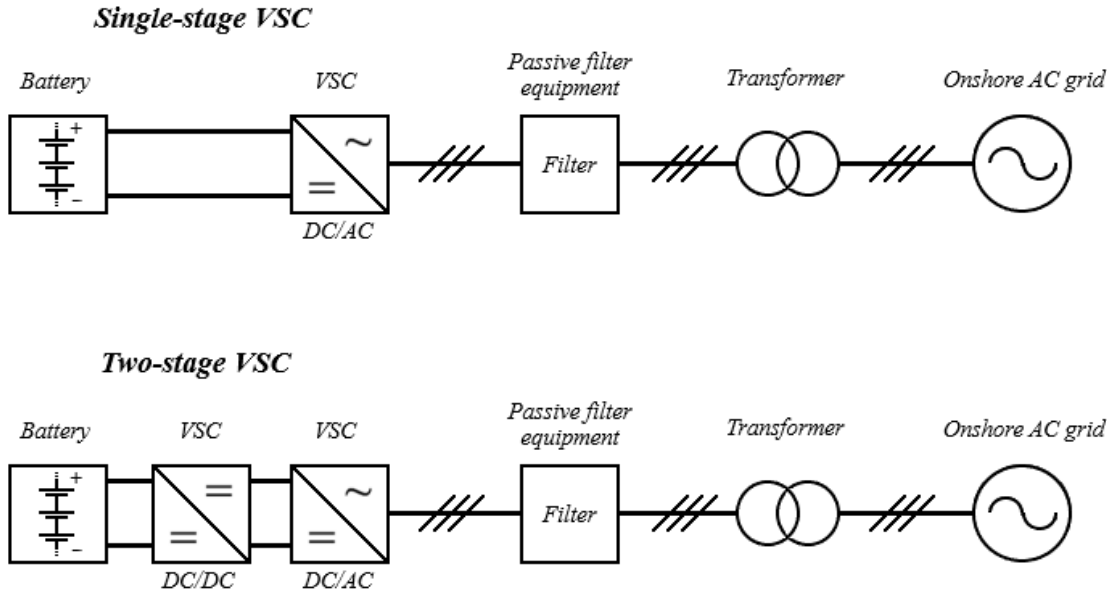 Single-stage VSC
Battery
VSC
Passive filter
equipment
Transformer
Onshore AC grid
+
−
~
=
Filter
DC/AC
Two-stage VSC
Battery
VSC
VSC
Passive filter
equipment
Transformer
Onshore AC grid
+
−
=
=
~
=
Filter
DC/DC
DC/AC